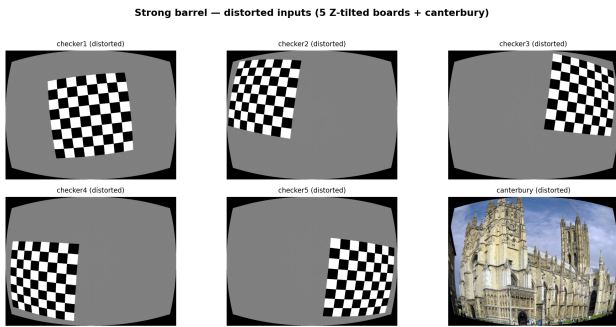 Strong barrel — distorted inputs (5 Z-tilted boards + canterbury)
checker1 (distorted)
checker2 (distorted)
checker3 (distorted)
checker4 (distorted)
checker5 (distorted)
canterbury (distorted)